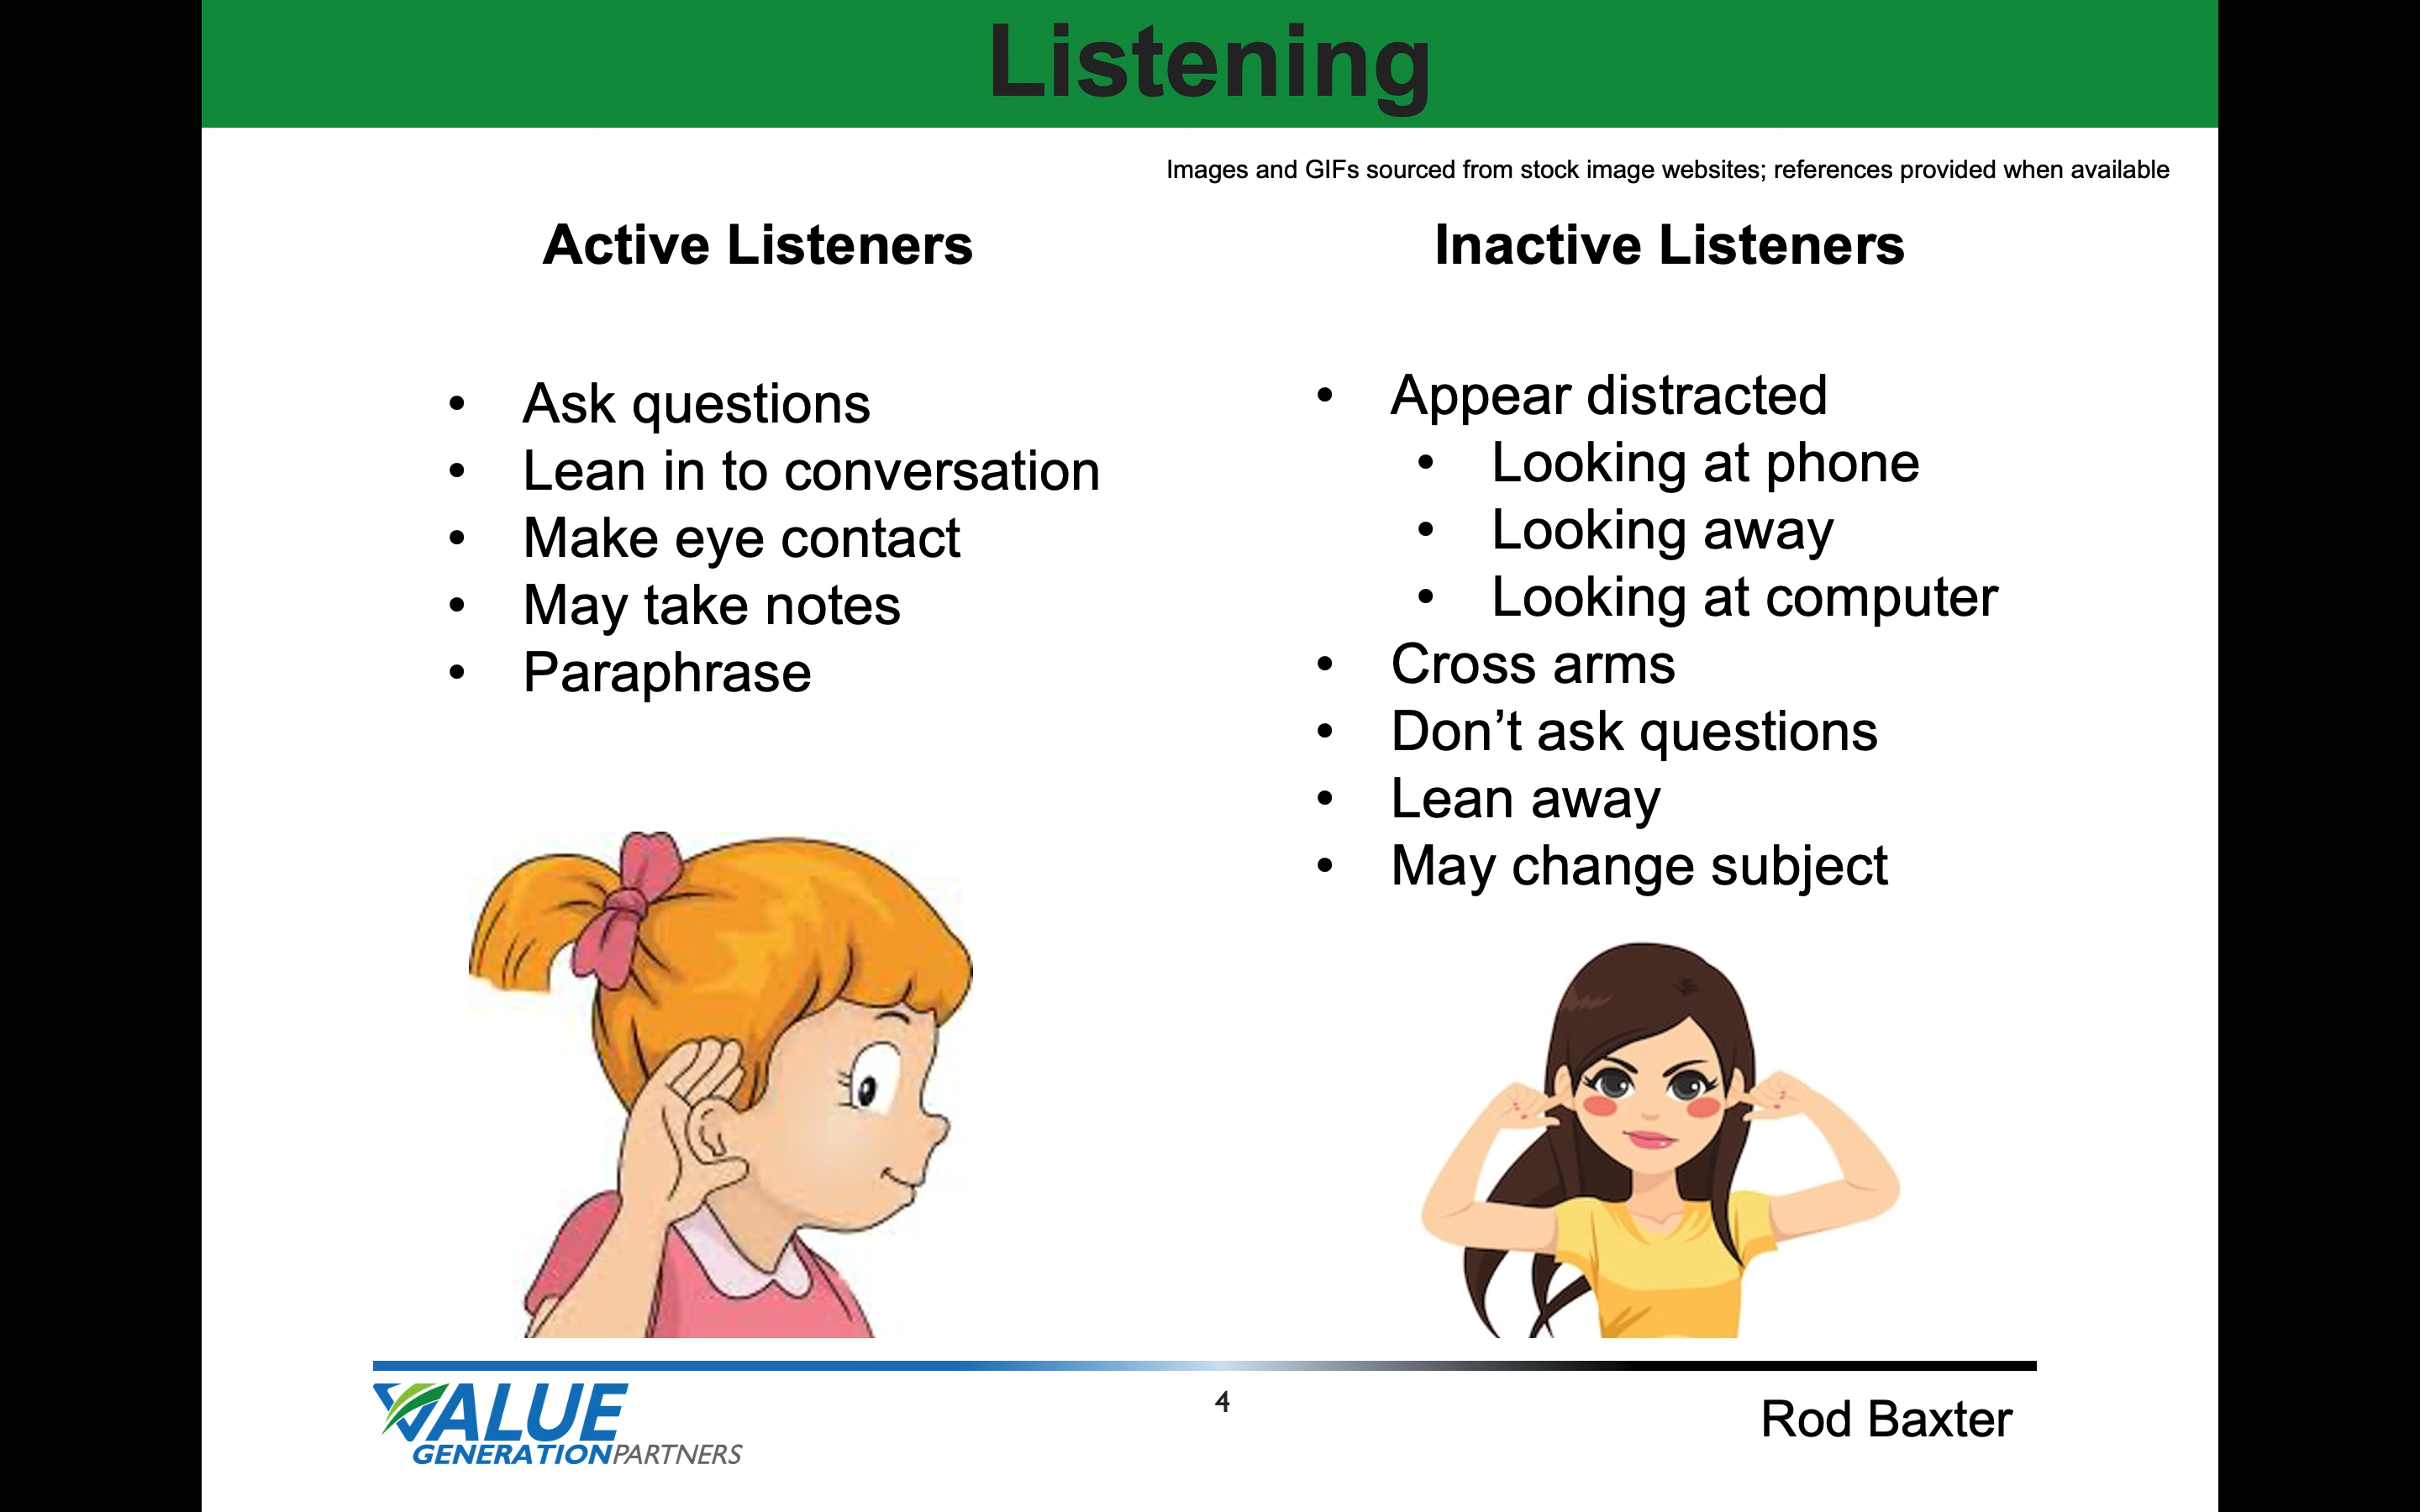 Listening
Images and GIFs sourced from stock image websites; references provided when available
Active Listeners
• Ask questions
• Lean in to conversation
• Make eye contact
• May take notes
• Paraphrase
Inactive Listeners
• Appear distracted
• Looking at phone
• Looking away
• Looking at computer
• Cross arms
• Don’t ask questions
• Lean away
• May change subject
VALUE
GENERATIONPARTNERS
4
Rod Baxter